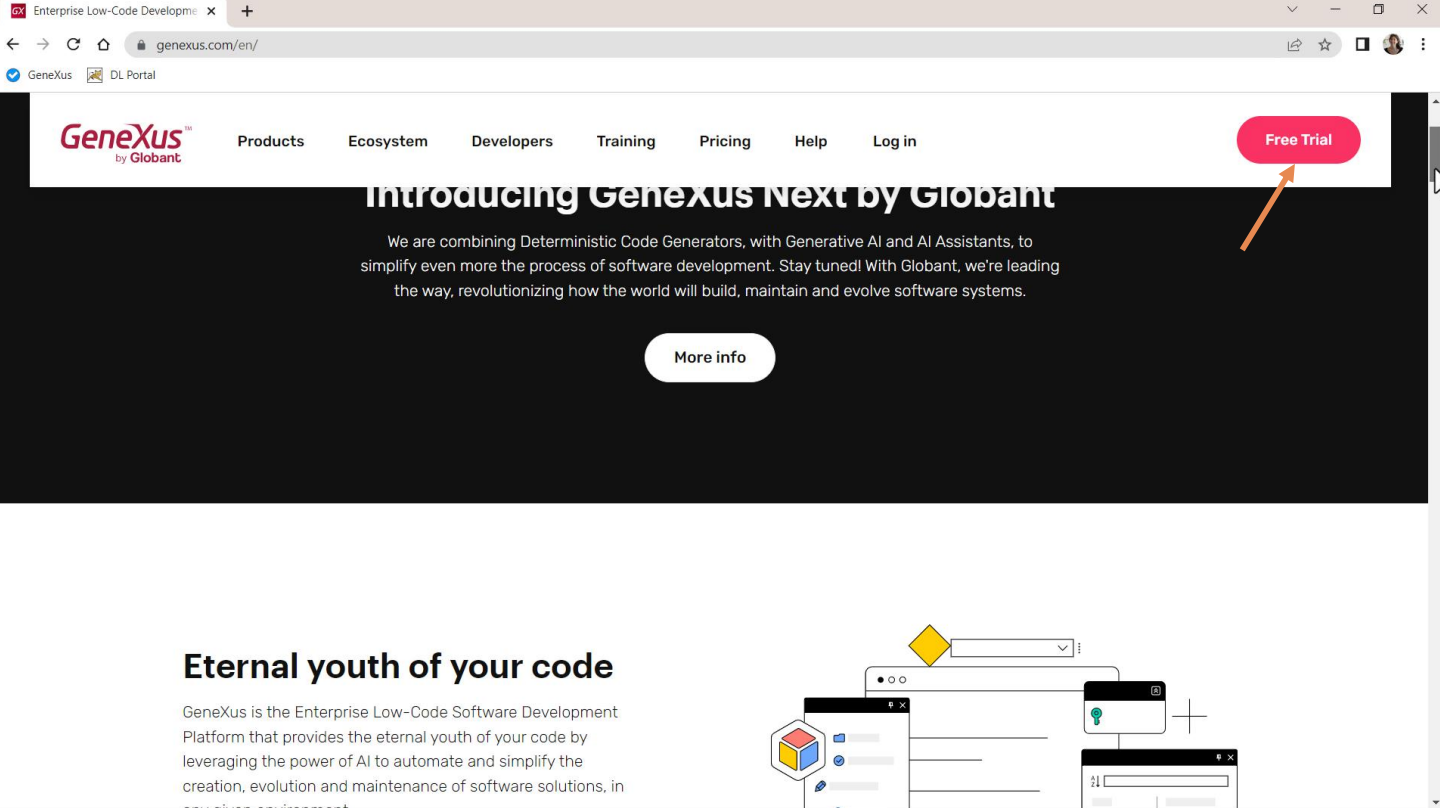 GX Enterprise Low-Code Developme
genexus.com/en/
GeneXus DL Portal
GeneXus™
by Globant
Products Ecosystem Developers Training Pricing Help Log in
Free Trial
Introducing GeneXus Next by Globant
We are combining Deterministic Code Generators, with Generative AI and AI Assistants, to
simplify even more the process of software development. Stay tuned! With Globant, we're leading
the way, revolutionizing how the world will build, maintain and evolve software systems.
More info
Eternal youth of your code
GeneXus is the Enterprise Low-Code Software Development
Platform that provides the eternal youth of your code by
leveraging the power of AI to automate and simplify the
creation, evolution and maintenance of software solutions, in
any given environment